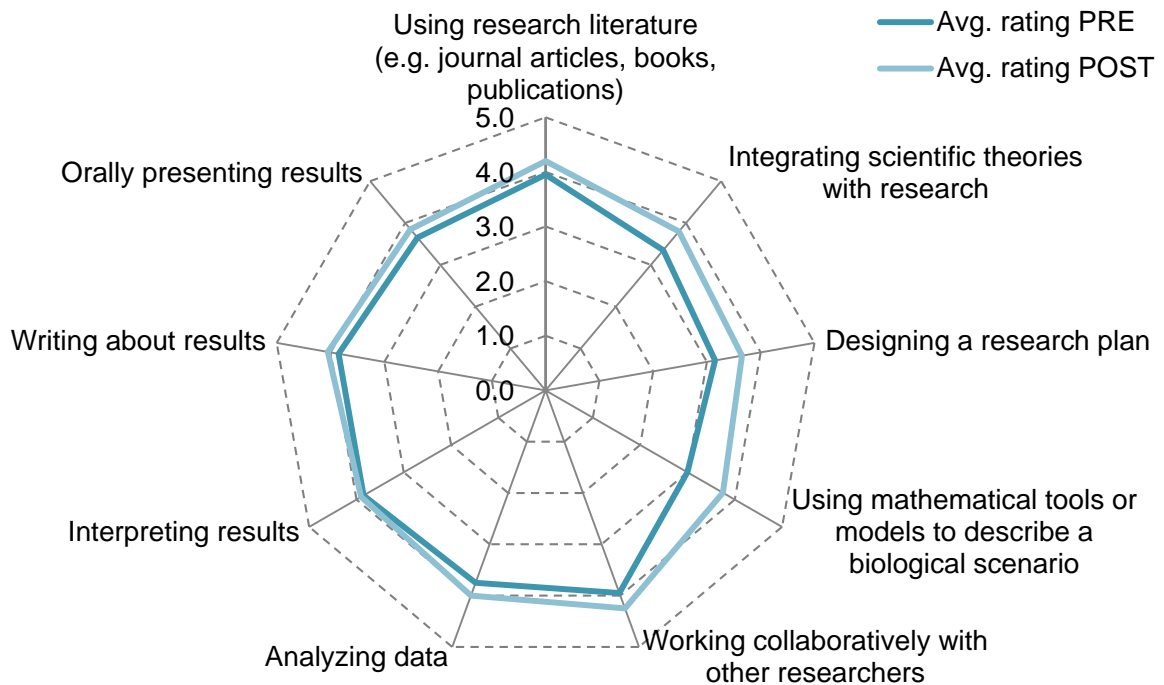 Using research literature
(e.g. journal articles, books,
publications)
Avg. rating PRE
Avg. rating POST
5.0
4.0
3.0
2.0
1.0
0.0
Integrating scientific theories
with research
Designing a research plan
Using mathematical tools or
models to describe a
biological scenario
Working collaboratively with
other researchers
Analyzing data
Interpreting results
Writing about results
Orally presenting results